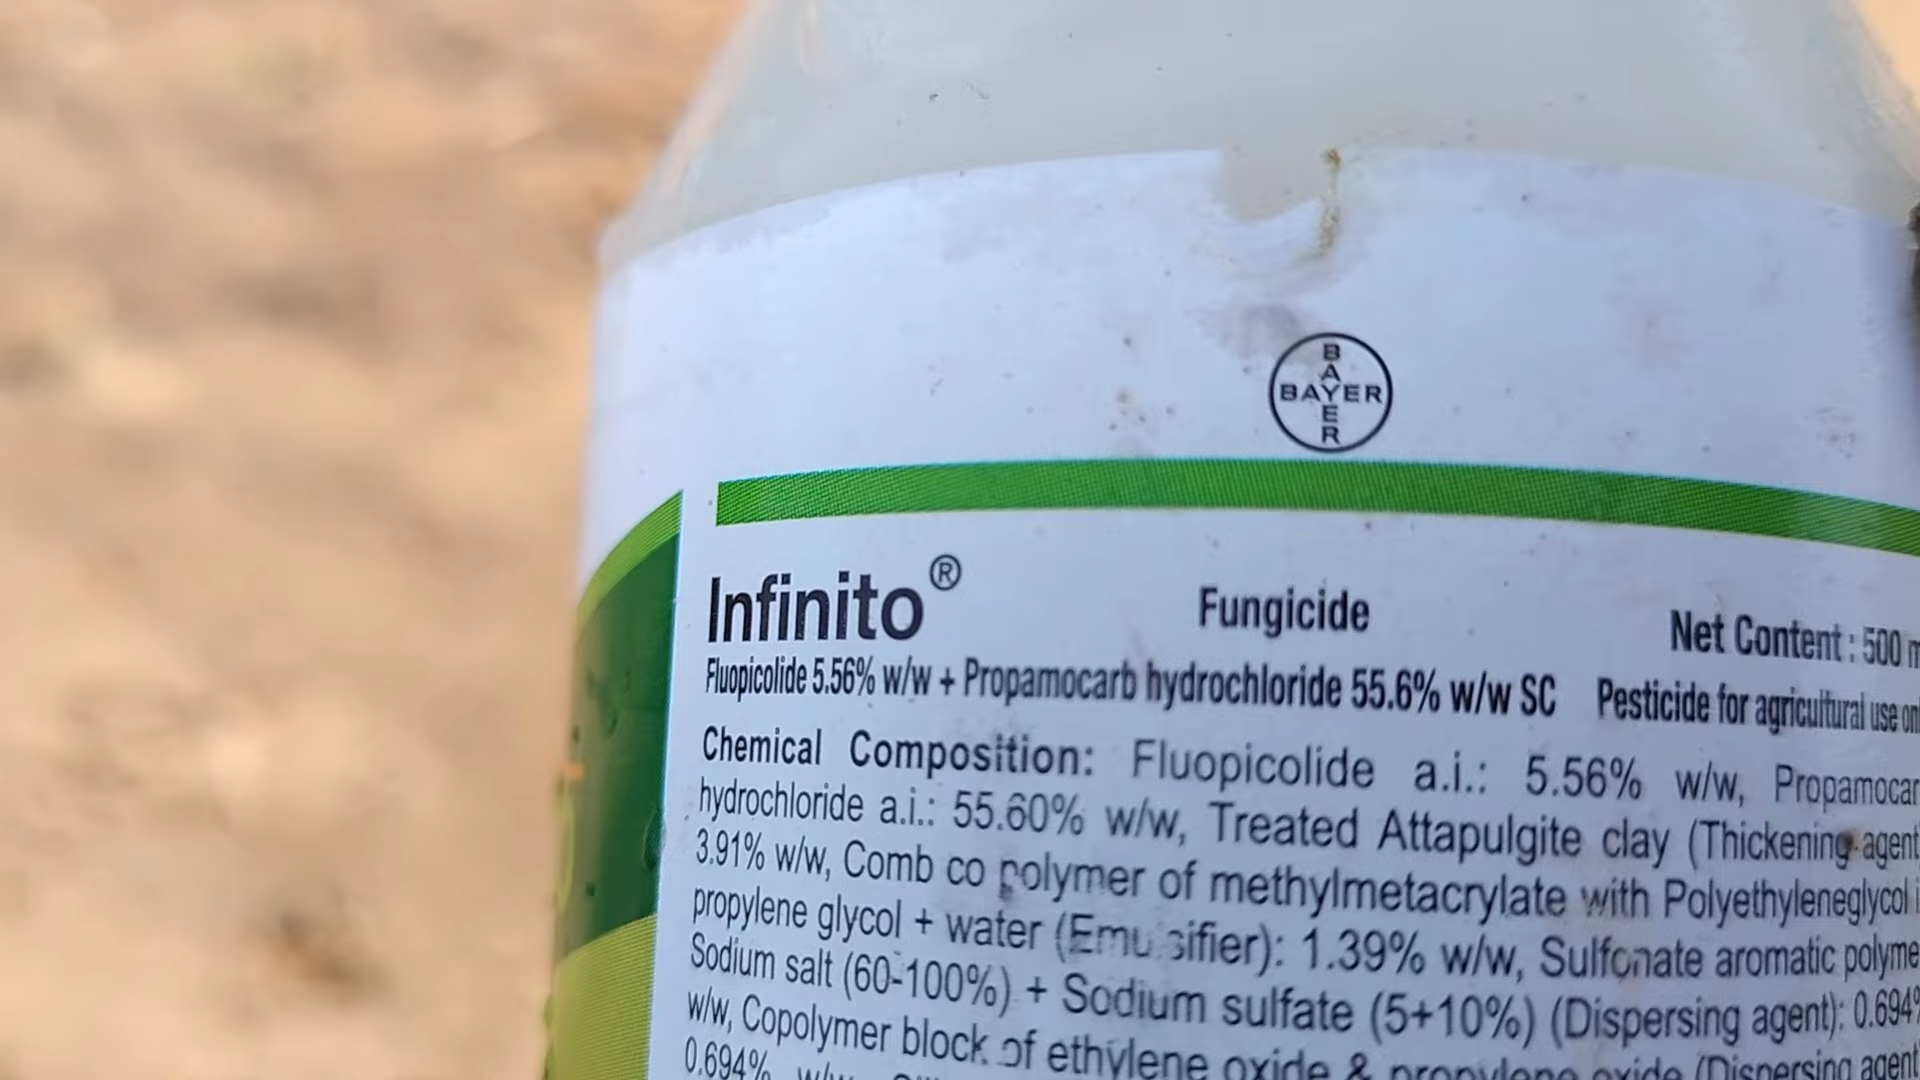 BAYER
BAYER
Infinito®
Fungicide
Net Content : 500
Fluopicolide 5.56% w/w + Propamocarb hydrochloride 55.6% w/w SC
Pesticide for agricultural use
Chemical Composition: Fluopicolide a.i.: 5.56% w/w, Propamocar
hydrochloride a.i.: 55.60% w/w, Treated Attapulgite clay (Thickening agent
3.91% w/w, Comb co polymer of methylmetacrylate with Polyethyleneglycol
propylene glycol + water (Emulsifier): 1.39% w/w, Sulfonate aromatic polyme
Sodium salt (60-100%) + Sodium sulfate (5+10%) (Dispersing agent): 0.694%
w/w, Copolymer block of ethylene oxide & propylene oxide (Dispersing agent
0.694% w/w,